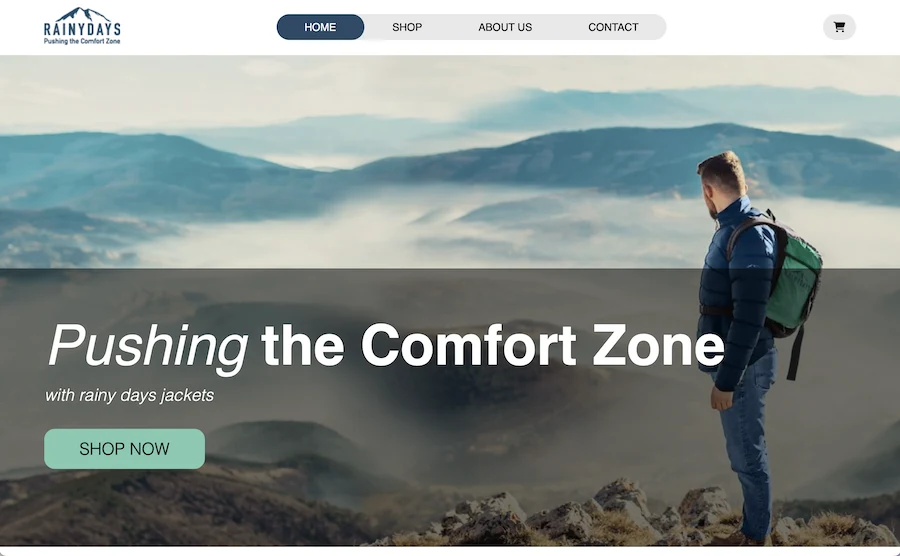 RAINYDAYS
Pushing the Comfort Zone
HOME
SHOP
ABOUT US
CONTACT
Pushing the Comfort Zone
with rainy days jackets
SHOP NOW